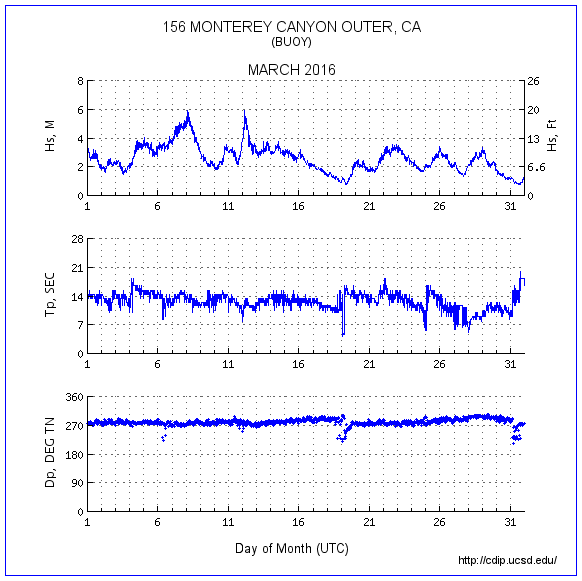 156 MONTEREY CANYON OUTER, CA
(BUOY)
MARCH 2016
Hs, M
8
6
4
2
0
26
20
13
6.6
0
Hs, Ft
1 6 11 16 21 26 31
Tp, SEC
28
21
14
7
0
1 6 11 16 21 26 31
Dp, DEG TN
360
270
180
90
0
1 6 11 16 21 26 31
Day of Month (UTC)
http://cdip.ucsd.edu/